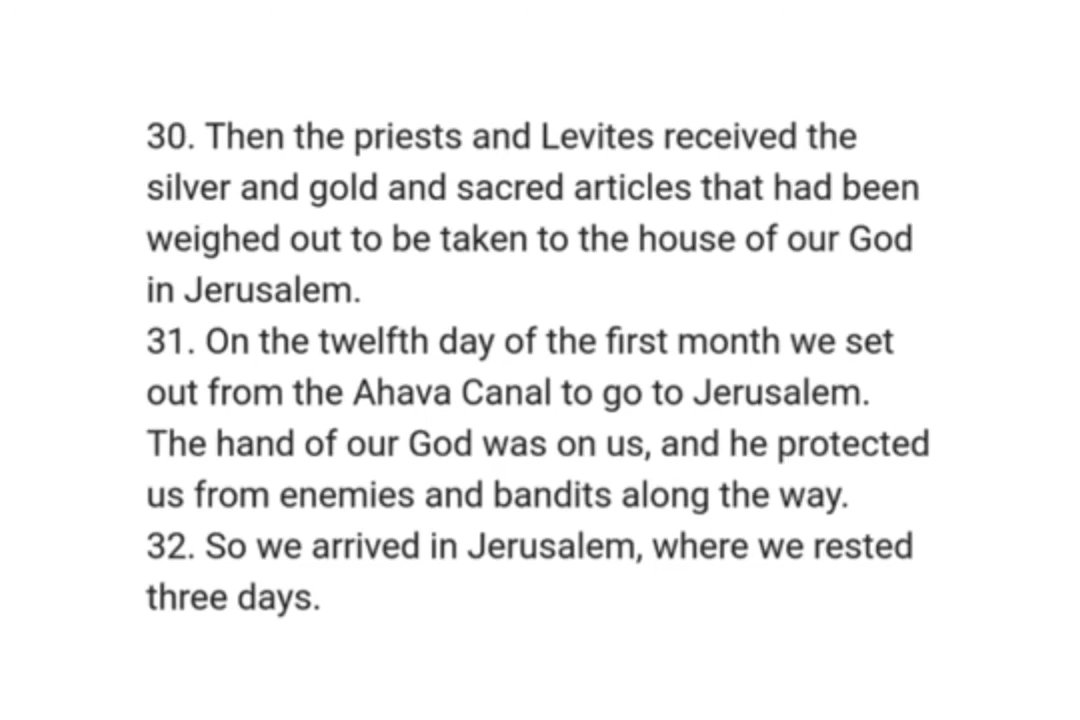 30. Then the priests and Levites received the
silver and gold and sacred articles that had been
weighed out to be taken to the house of our God
in Jerusalem.
31. On the twelfth day of the first month we set
out from the Ahava Canal to go to Jerusalem.
The hand of our God was on us, and he protected
us from enemies and bandits along the way.
32. So we arrived in Jerusalem, where we rested
three days.